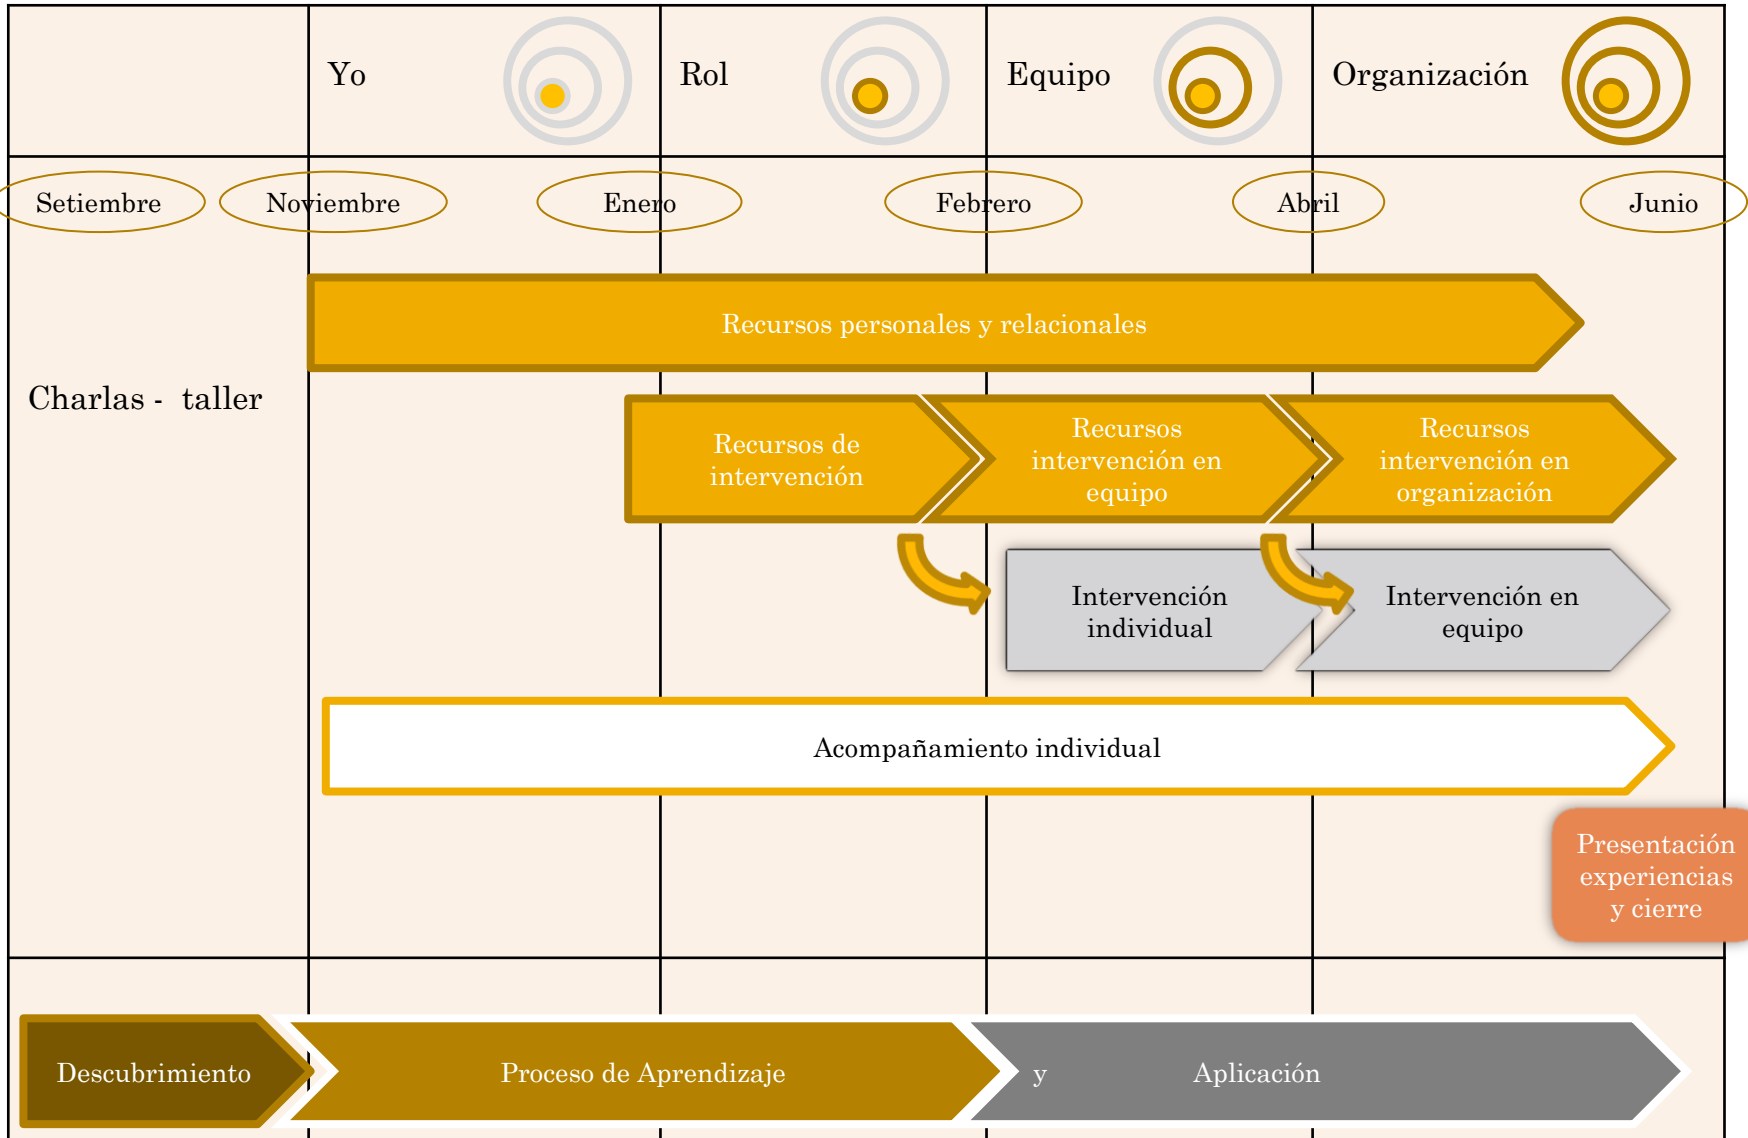 Yo
Rol
Equipo
Organización
Setiembre
Noviembre
Enero
Febrero
Abril
Junio
Recursos personales y relacionales
Charlas - taller
Recursos de
intervención
Recursos
intervención en
equipo
Recursos
intervención en
organización
Intervención
individual
Intervención en
equipo
Acompañamiento individual
Presentación
experiencias
y cierre
Descubrimiento
Proceso de Aprendizaje
y
Aplicación